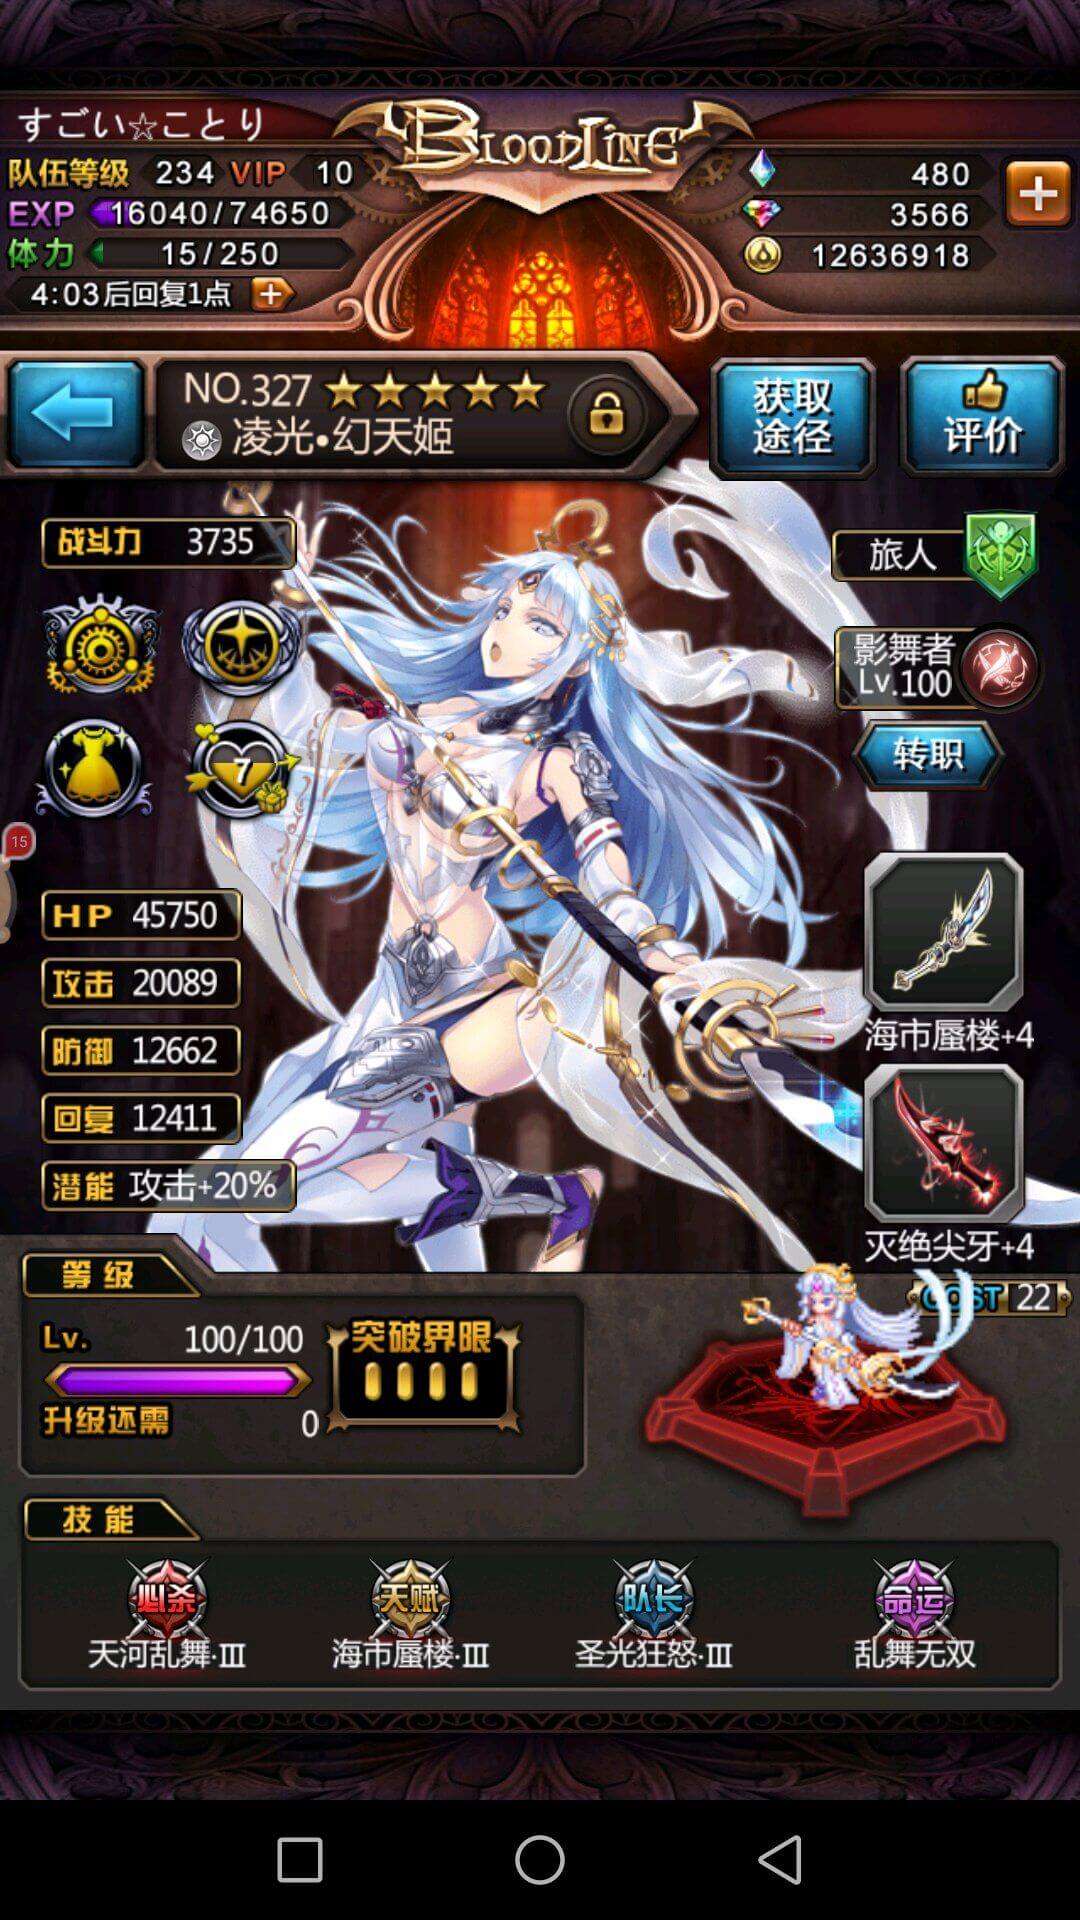 すごい☆ことり
BLOODLINE
队伍等级 234 VIP 10
480
EXP 16040/74650
3566
体力 15/250
12636918
4:03后回复1点
NO.327 ★★★★★
凌光•幻天姬
获取
途径
评价
战斗力 3735
旅人
影舞者
Lv.100
转职
7
15
HP 45750
攻击 20089
防御 12662
回复 12411
潜能 攻击+20%
海市蜃楼+4
灭绝尖牙+4
COST 22
等级
Lv. 100/100
突破界限
升级还需 0
技能
必杀
天河乱舞·III
天赋
海市蜃楼·III
队长
圣光狂怒·III
命运
乱舞无双